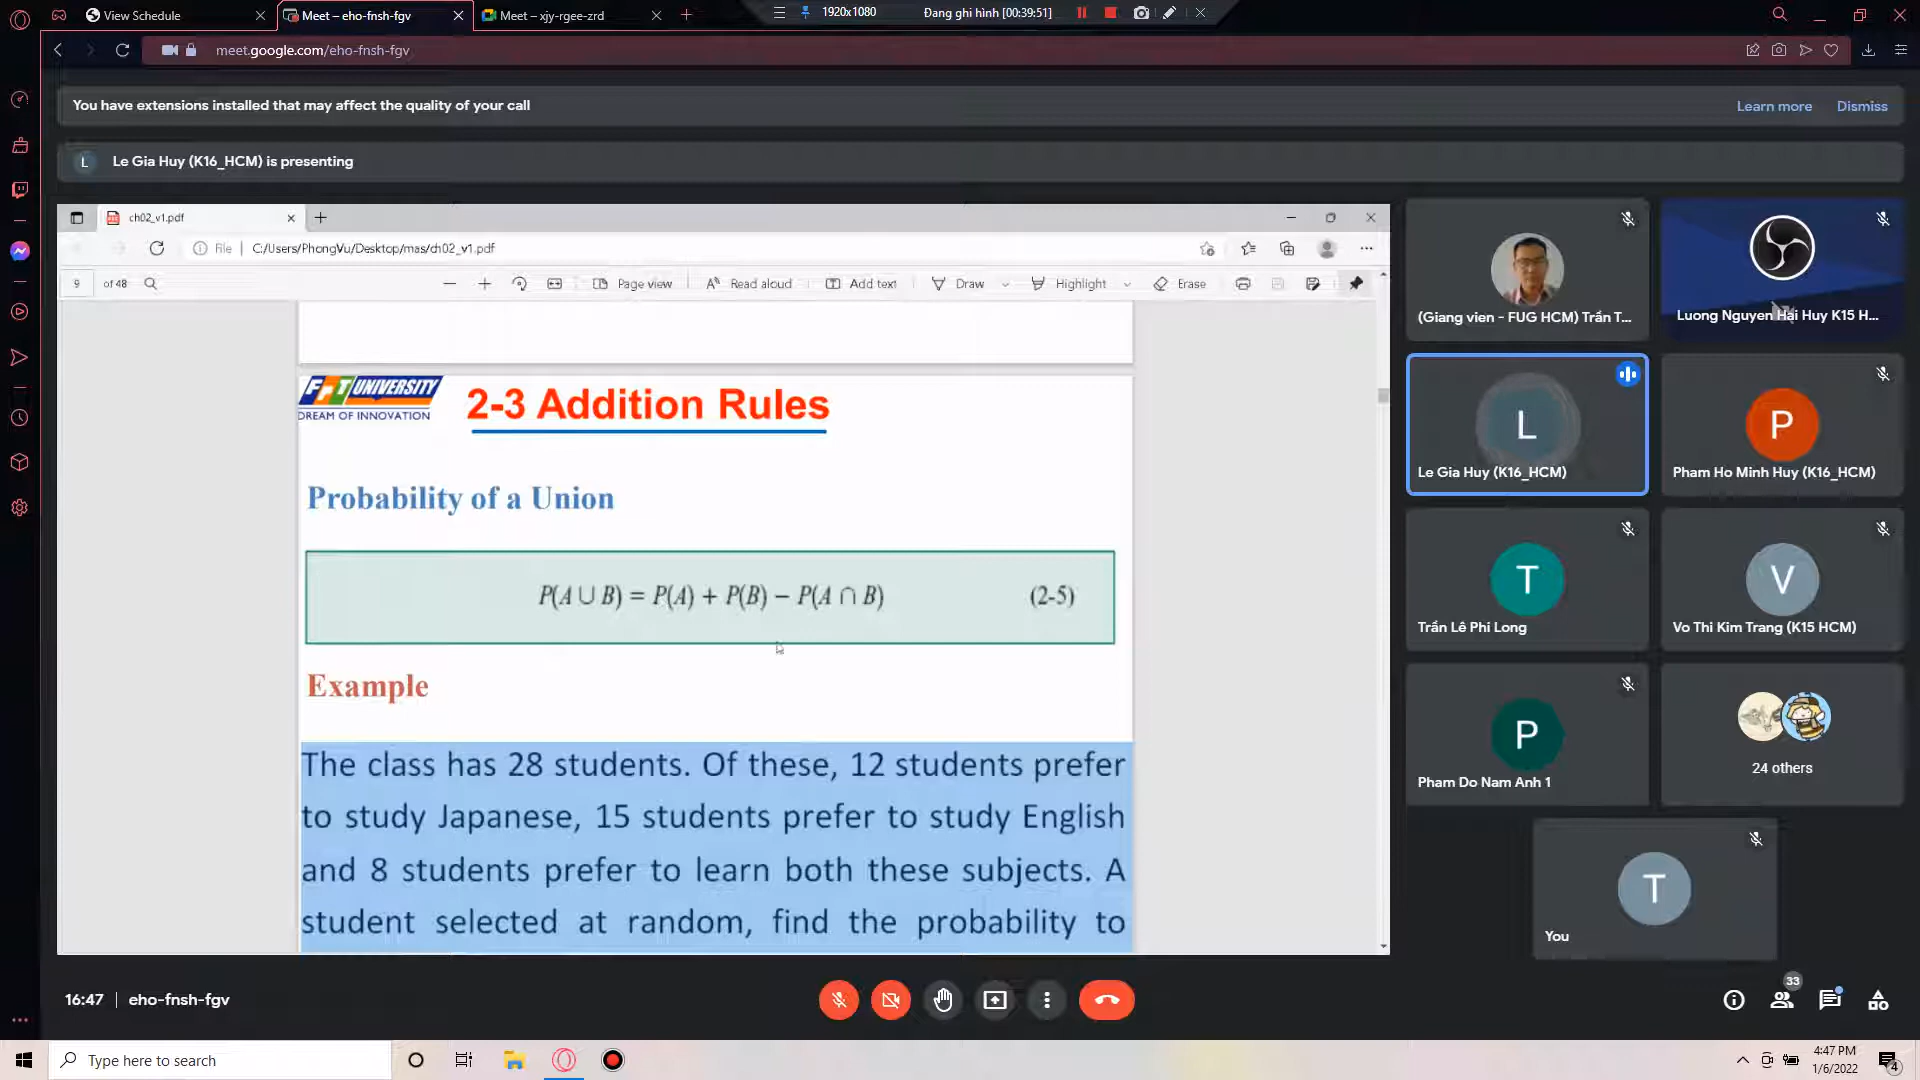 View Schedule
Meet – eho-fnsh-fgv
Meet – xjy-rgee-zrd
1920x1080
Đang ghi hình [00:39:51]
meet.google.com/eho-fnsh-fgv
You have extensions installed that may affect the quality of your call
Learn more
Dismiss
L
Le Gia Huy (K16_HCM) is presenting
ch02_v1.pdf
File
C:/Users/PhongVu/Desktop/mas/ch02_v1.pdf
9 of 48
Page view
Read aloud
Add text
Draw
Highlight
Erase
FPT UNIVERSITY
DREAM OF INNOVATION
2-3 Addition Rules
Probability of a Union
P(A ∪ B) = P(A) + P(B) − P(A ∩ B) (2-5)
Example
The class has 28 students. Of these, 12 students prefer
to study Japanese, 15 students prefer to study English
and 8 students prefer to learn both these subjects. A
student selected at random, find the probability to
(Giang vien - FUG HCM) Trần T...
Luong Nguyen Hai Huy K15 H...
L
Le Gia Huy (K16_HCM)
P
Pham Ho Minh Huy (K16_HCM)
T
Trần Lê Phi Long
V
Vo Thi Kim Trang (K15 HCM)
P
Pham Do Nam Anh 1
24 others
T
You
16:47 | eho-fnsh-fgv
33
Type here to search
4:47 PM
1/6/2022
4